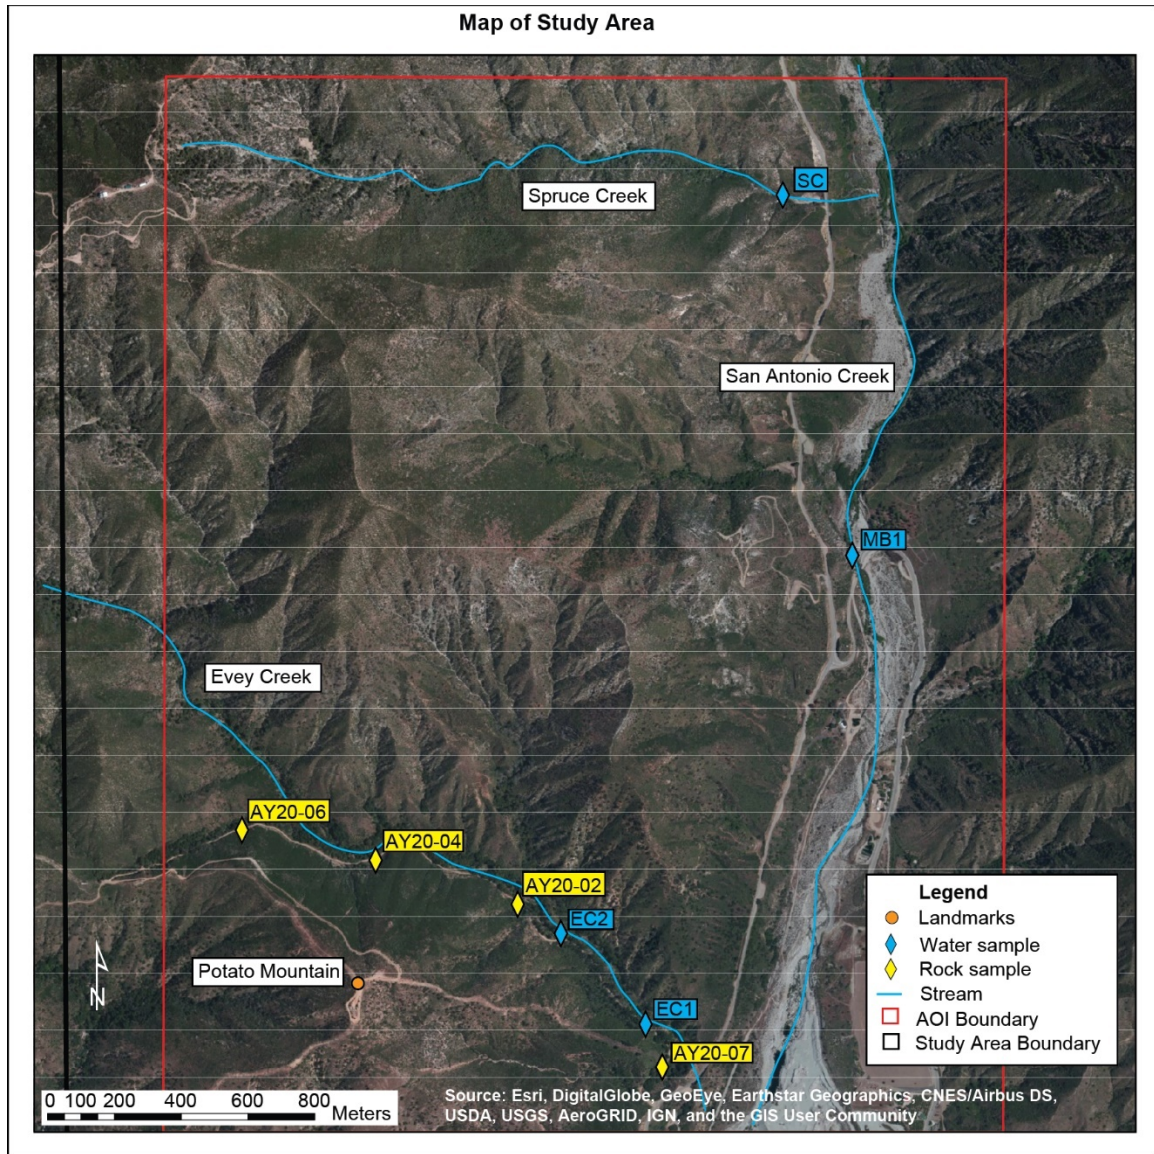 Map of Study Area
SC
Spruce Creek
San Antonio Creek
MB1
Evey Creek
AY20-06
AY20-04
AY20-02
EC2
Legend
Landmarks
Water sample
Rock sample
Stream
AOI Boundary
Study Area Boundary
Potato Mountain
N
EC1
AY20-07
0 100 200 400 600 800 Meters
Source: Esri, DigitalGlobe, GeoEye, Earthstar Geographics, CNES/Airbus DS,
USDA, USGS, AeroGRID, IGN, and the GIS User Community